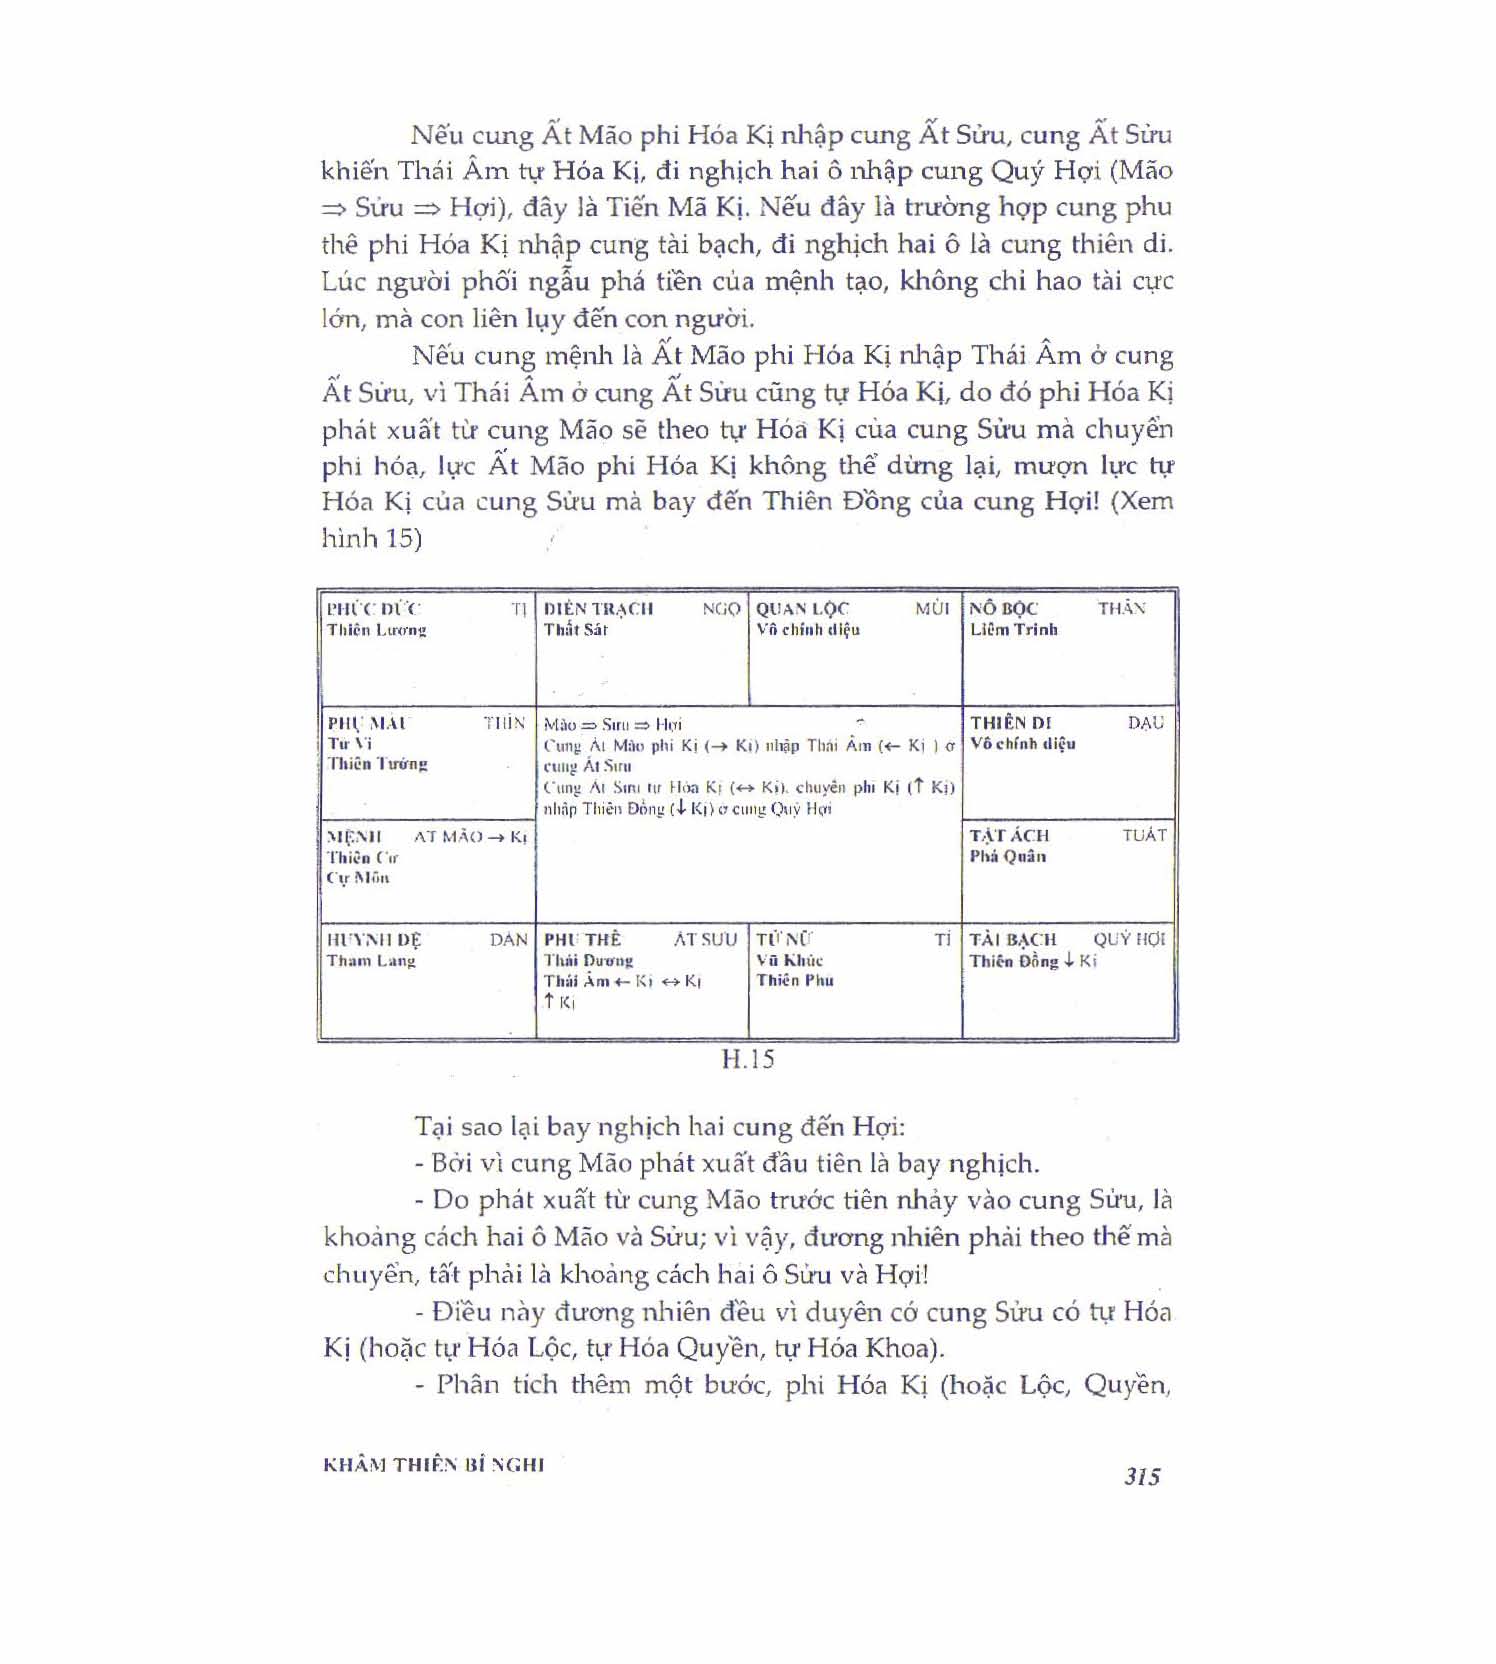 Nếu cung Ất Mão phi Hóa Kị nhập cung Ất Sửu, cung Ất Sửu
khiến Thái Âm tự Hóa Kị, đi nghịch hai ô nhập cung Quý Hợi (Mão
⇒ Sửu ⇒ Hợi), đây là Tiến Mã Kị. Nếu đây là trường hợp cung phu
thê phi Hóa Kị nhập cung tài bạch, đi nghịch hai ô là cung thiên di.
Lúc người phối ngẫu phá tiền của mệnh tạo, không chỉ hao tài cực
lớn, mà con liên lụy đến con người.
Nếu cung mệnh là Ất Mão phi Hóa Kị nhập Thái Âm ở cung
Ất Sửu, vì Thái Âm ở cung Ất Sửu cũng tự Hóa Kị, do đó phi Hóa Kị
phát xuất từ cung Mão sẽ theo tự Hóa Kị của cung Sửu mà chuyển
phi hóa, lực Ất Mão phi Hóa Kị không thể dừng lại, mượn lực tự
Hóa Kị của cung Sửu mà bay đến Thiên Đồng của cung Hợi! (Xem
hình 15)
PHÚC ĐỨC TỊ
Thiên Lương
ĐIỀN TRẠCH NGỌ
Thất Sát
QUAN LỘC MÙI
Vô chính diệu
NÔ BỘC THÂN
Liêm Trinh
PHỤ MẪU THÌN
Tử Vi
Thiên Tướng
Mão ⇒ Sửu ⇒ Hợi
Cung Ất Mão phi Kị (→ Kị) nhập Thái Âm (← Kị ) ở
cung Ất Sửu
Cung Ất Sửu tự Hóa Kị (↔ Kị), chuyển phi Kị (↑ Kị)
nhập Thiên Đồng (↓ Kị) ở cung Quý Hợi
THIÊN DI DẬU
Vô chính diệu
MỆNH ẤT MÃO → Kị
Thiên Cơ
Cự Môn
TẬT ÁCH TUẤT
Phá Quân
HUYNH ĐỆ DẦN
Tham Lang
PHU THÊ ẤT SỬU
Thái Dương
Thái Âm ← Kị ↔ Kị
↑ Kị
TỬ NỮ TÍ
Vũ Khúc
Thiên Phủ
TÀI BẠCH QUÝ HỢI
Thiên Đồng ↓ Kị
H.15
Tại sao lại bay nghịch hai cung đến Hợi:
- Bởi vì cung Mão phát xuất đầu tiên là bay nghịch.
- Do phát xuất từ cung Mão trước tiên nhảy vào cung Sửu, là
khoảng cách hai ô Mão và Sửu; vì vậy, đương nhiên phải theo thế mà
chuyển, tất phải là khoảng cách hai ô Sửu và Hợi!
- Điều này đương nhiên đều vì duyên cớ cung Sửu có tự Hóa
Kị (hoặc tự Hóa Lộc, tự Hóa Quyền, tự Hóa Khoa).
- Phân tích thêm một bước, phi Hóa Kị (hoặc Lộc, Quyền,
KHÂM THIÊN BÍ NGHI
315